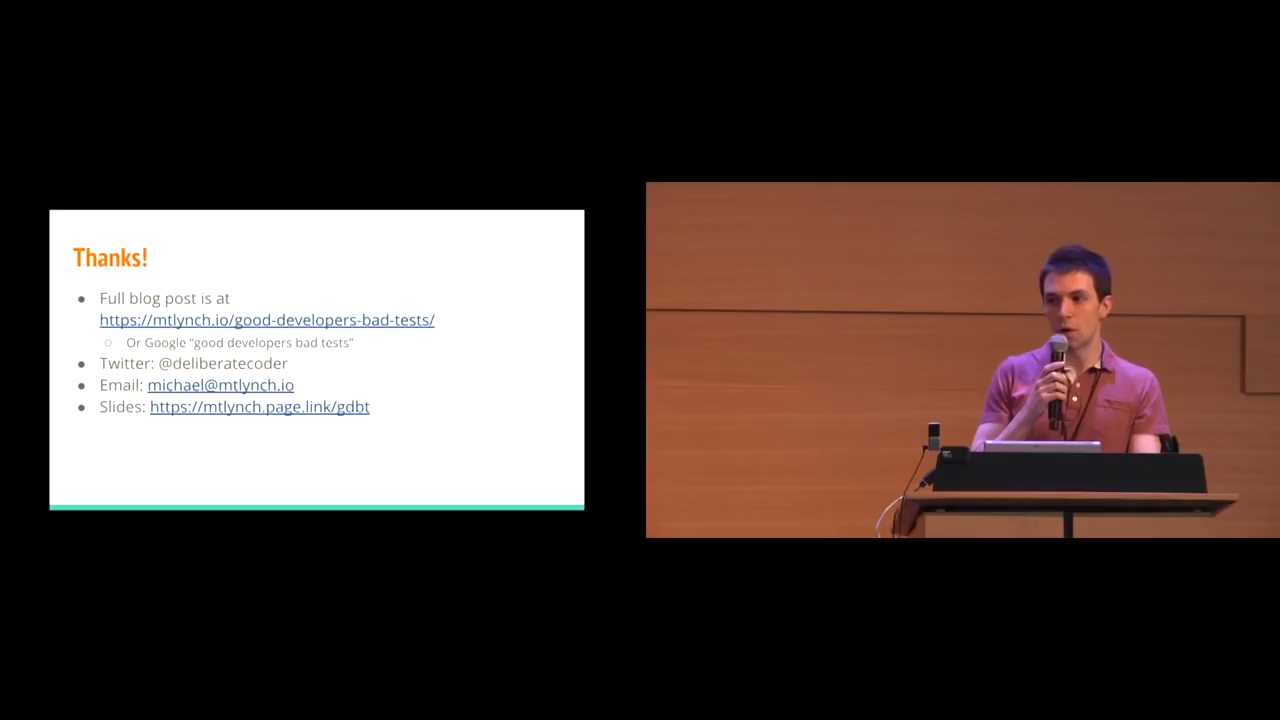 Thanks!
● Full blog post is at
https://mtlynch.io/good-developers-bad-tests/
○ Or Google “good developers bad tests”
● Twitter: @deliberatecoder
● Email: michael@mtlynch.io
● Slides: https://mtlynch.page.link/gdbt